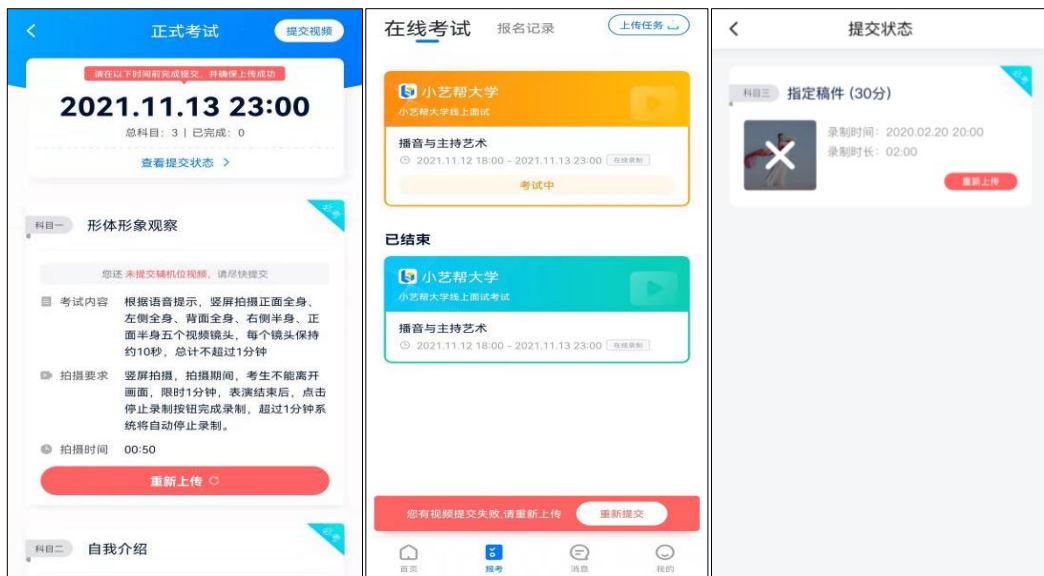 正式考试
提交视频
请在以下时间前完成提交，并确保上传成功
2021.11.13 23:00
总科目：3 | 已完成：0
查看提交状态 >
必考
科目一 形体形象观察
您还 未提交辅机位视频，请尽快提交
考试内容 根据语音提示，竖屏拍摄正面全身、
左侧全身、背面全身、右侧半身、正
面半身五个视频镜头，每个镜头保持
约10秒，总计不超过1分钟
拍摄要求 竖屏拍摄，拍摄期间，考生不能离开
画面，限时1分钟，表演结束后，点击
停止录制按钮完成录制，超过1分钟系
统将自动停止录制。
拍摄时间 00:50
重新上传
必考
科目二 自我介绍
在线考试 报名记录 上传任务
小艺帮大学
小艺帮大学线上面试
播音与主持艺术
2021.11.12 18:00 - 2021.11.13 23:00 在线录制
考试中
已结束
小艺帮大学
小艺帮大学线上面试考试
播音与主持艺术
2021.11.12 18:00 - 2021.11.13 23:00 在线录制
您有视频提交失败,请重新上传 重新提交
首页 报考 消息 我的
提交状态
必考
科目三 指定稿件 (30分)
录制时间：2020.02.20 20:00
录制时长：02:00
重新上传